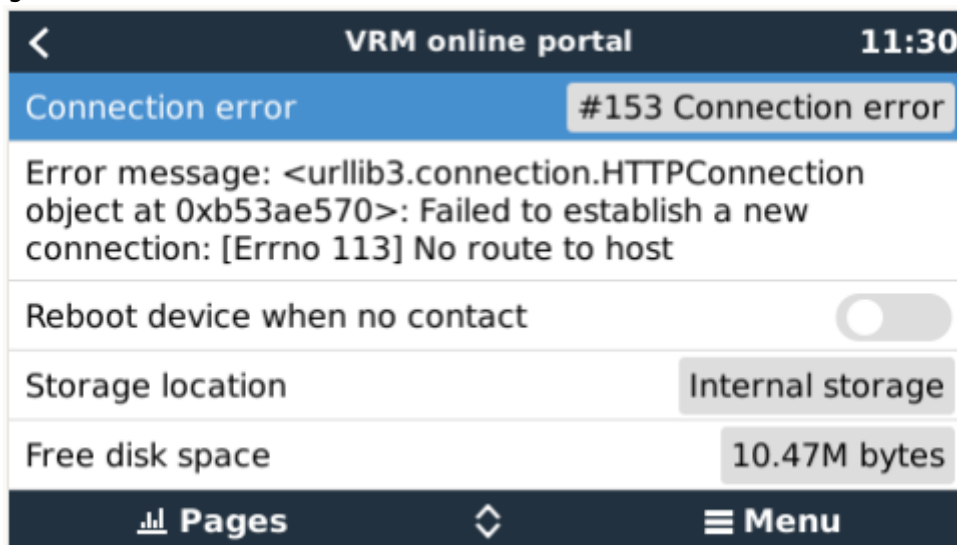 VRM online portal 11:30
Connection error #153 Connection error
Error message: <urllib3.connection.HTTPConnection
object at 0xb53ae570>: Failed to establish a new
connection: [Errno 113] No route to host
Reboot device when no contact
Storage location Internal storage
Free disk space 10.47M bytes
Pages Menu